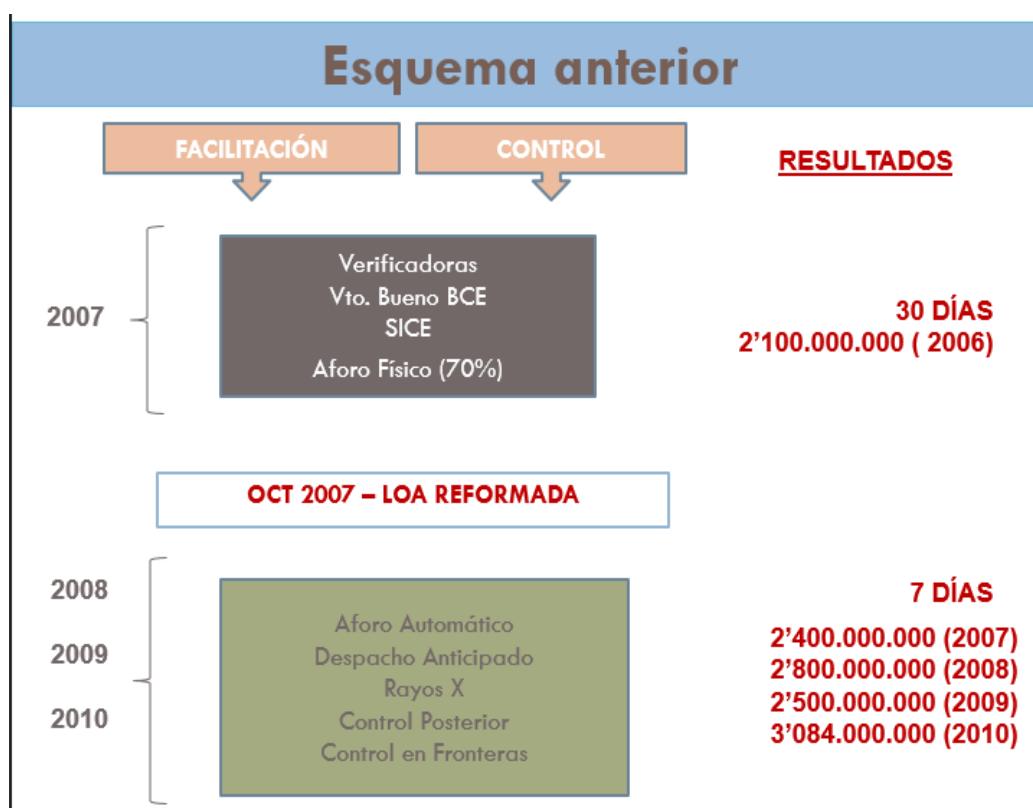 Esquema anterior
FACILITACIÓN
CONTROL
RESULTADOS
2007
Verificadoras
Vto. Bueno BCE
SICE
Aforo Físico (70%)
30 DÍAS
2’100.000.000 ( 2006)
OCT 2007 – LOA REFORMADA
2008
2009
2010
Aforo Automático
Despacho Anticipado
Rayos X
Control Posterior
Control en Fronteras
7 DÍAS
2’400.000.000 (2007)
2’800.000.000 (2008)
2’500.000.000 (2009)
3’084.000.000 (2010)